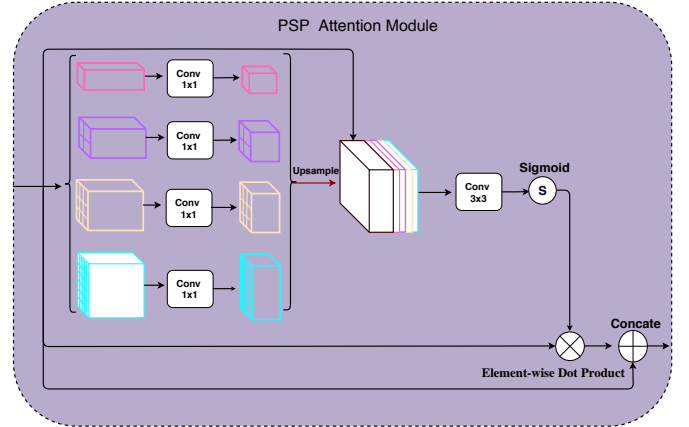 PSP Attention Module
Conv
1x1
Conv
1x1
Upsample
Conv
1x1
Conv
1x1
Conv
3x3
Sigmoid
S
Concate
Element-wise Dot Product